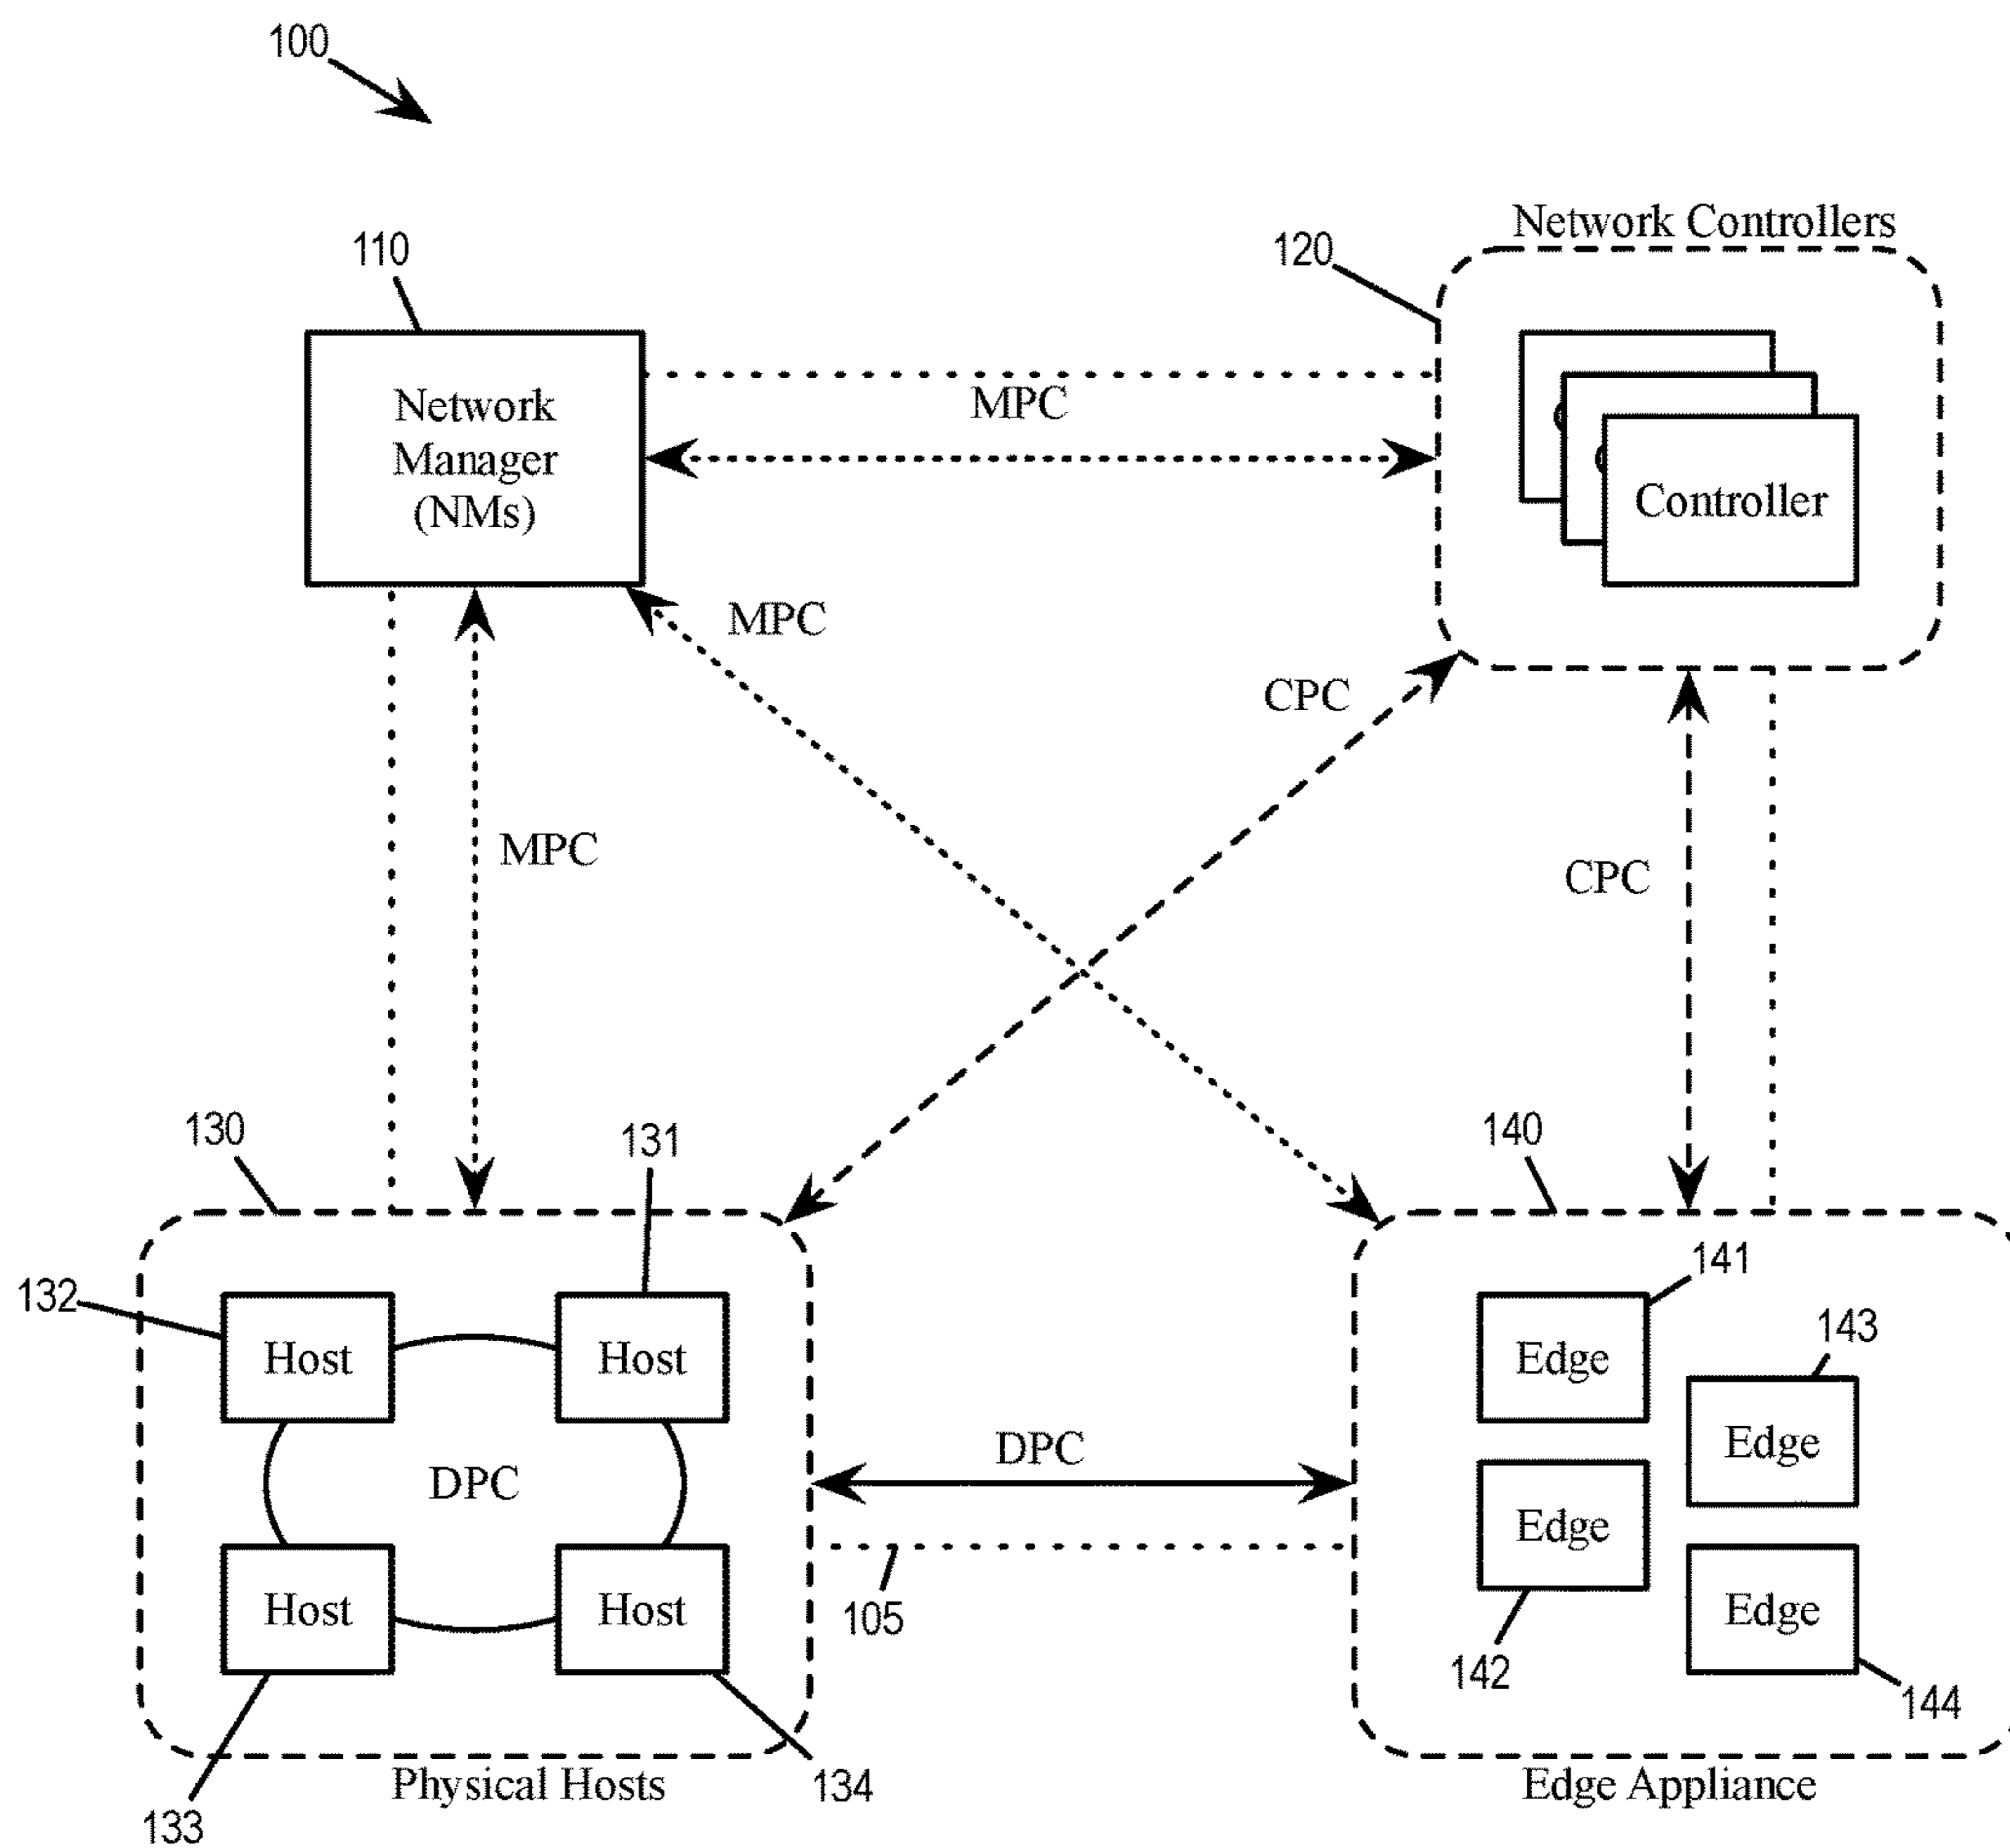 100
Network Controllers
110
120
Network
Manager
(NMs)
MPC
Controller
MPC
CPC
MPC
CPC
130
131
140
141
132
143
Host
Host
Edge
DPC
Edge
DPC
Edge
Host
Host
105
Edge
142
144
Physical Hosts
134
Edge Appliance
133